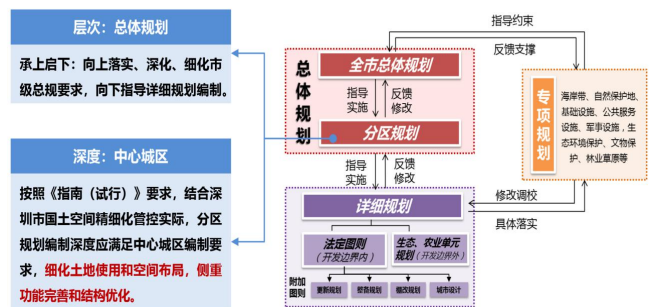 层次：总体规划
承上启下：向上落实、深化、细化市
级总规要求，向下指导详细规划编制。
深度：中心城区
按照《指南（试行）》要求，结合深
圳市国土空间精细化管控实际，分区
规划编制深度应满足中心城区编制要
求，细化土地使用和空间布局，侧重
功能完善和结构优化。
总体规划
全市总体规划
指导
实施
反馈
修改
分区规划
指导
实施
反馈
修改
详细规划
法定图则
（开发边界内）
生态、农业单元
规划（开发边界外）
附加
图则
更新规划
整备规划
棚改规划
城市设计
指导约束
反馈支撑
专项规划
海岸带、自然保护地、
基础设施、公共服务
设施、军事设施，生
态环境保护、文物保
护、林业草原等
修改调校
具体落实